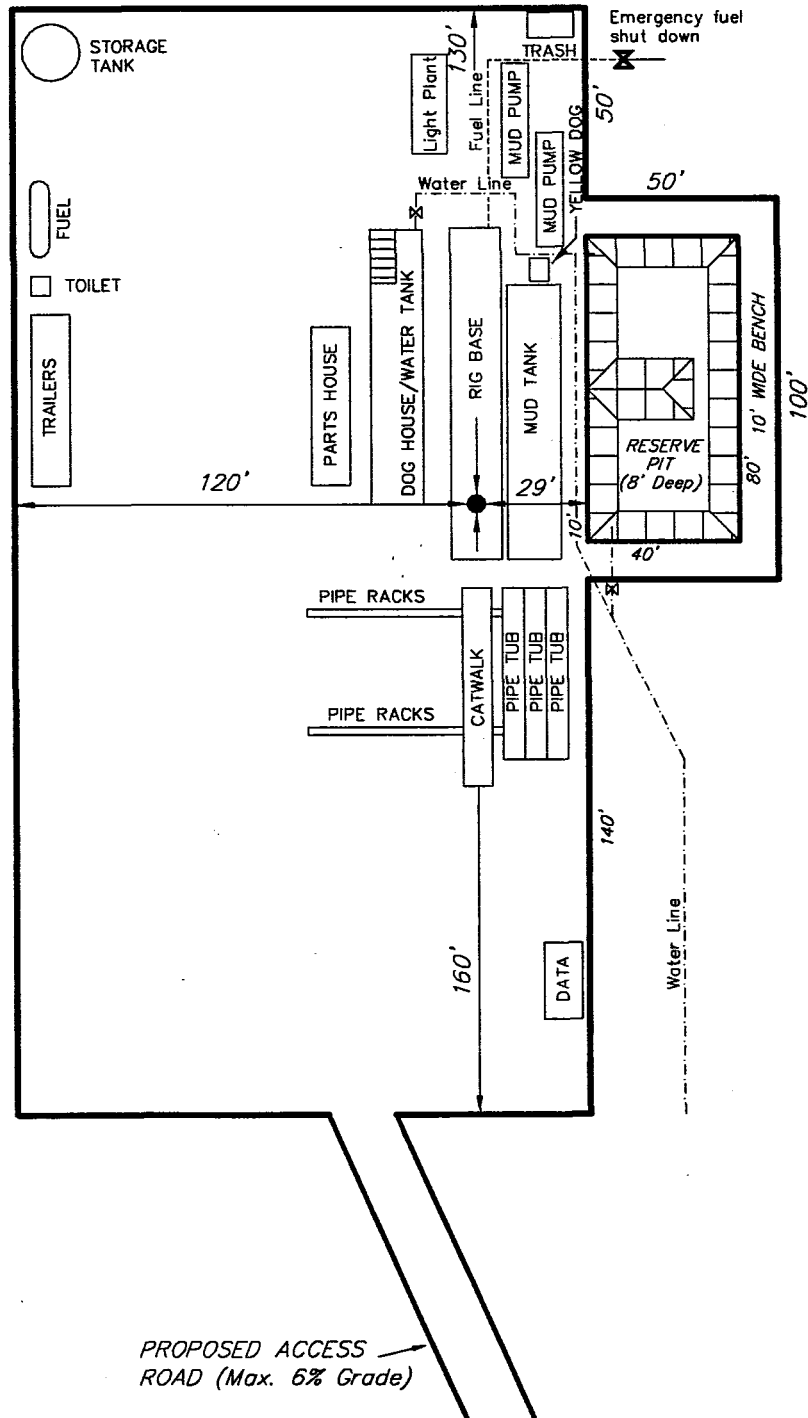 Emergency fuel
shut down
STORAGE
TANK
TRASH
130'
50'
Light Plant
Fuel Line
MUD PUMP
MUD PUMP
YELLOW DOG
Water Line
50'
FUEL
TOILET
TRAILERS
PARTS HOUSE
DOG HOUSE/WATER TANK
RIG BASE
MUD TANK
RESERVE
PIT
(8' Deep)
80'
10' WIDE BENCH
100'
120'
29'
10'
40'
PIPE RACKS
PIPE RACKS
CATWALK
PIPE TUB
PIPE TUB
PIPE TUB
140'
160'
DATA
Water Line
PROPOSED ACCESS
ROAD (Max. 6% Grade)